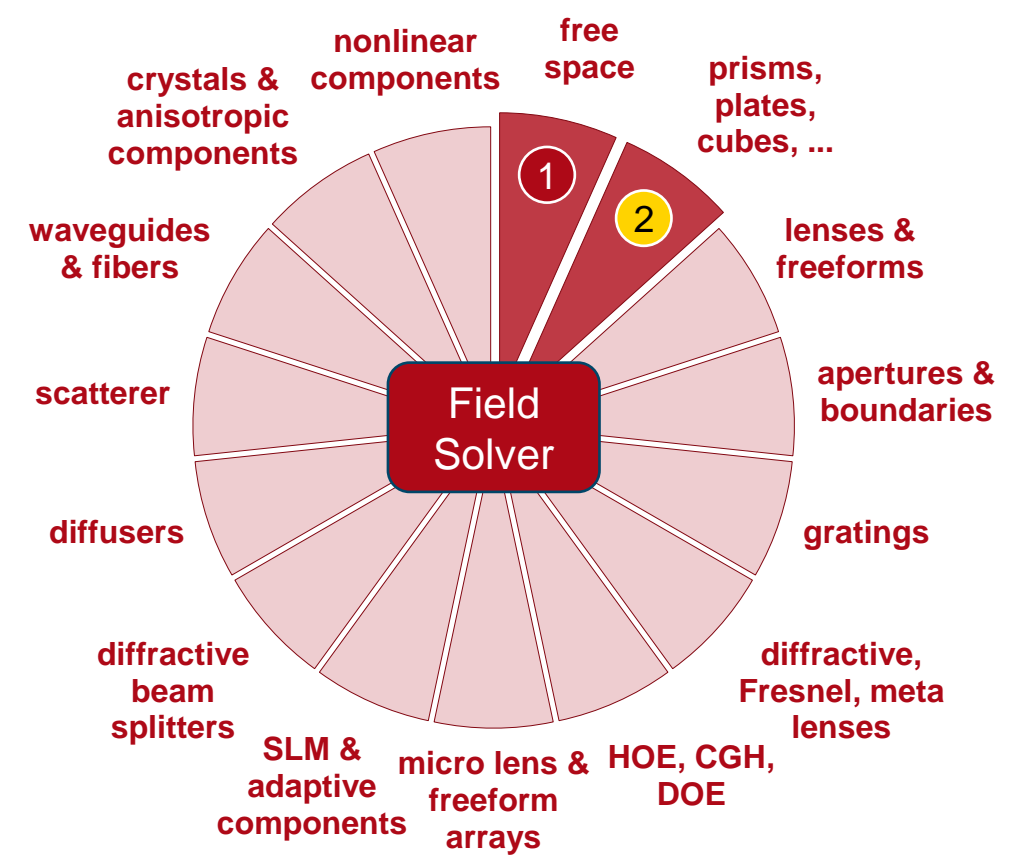 free
space
prisms,
plates,
cubes, ...
lenses &
freeforms
apertures &
boundaries
gratings
diffractive,
Fresnel, meta
lenses
HOE, CGH,
DOE
micro lens &
freeform
arrays
SLM &
adaptive
components
diffractive
beam
splitters
diffusers
scatterer
waveguides
& fibers
crystals &
anisotropic
components
nonlinear
components
1
2
Field
Solver